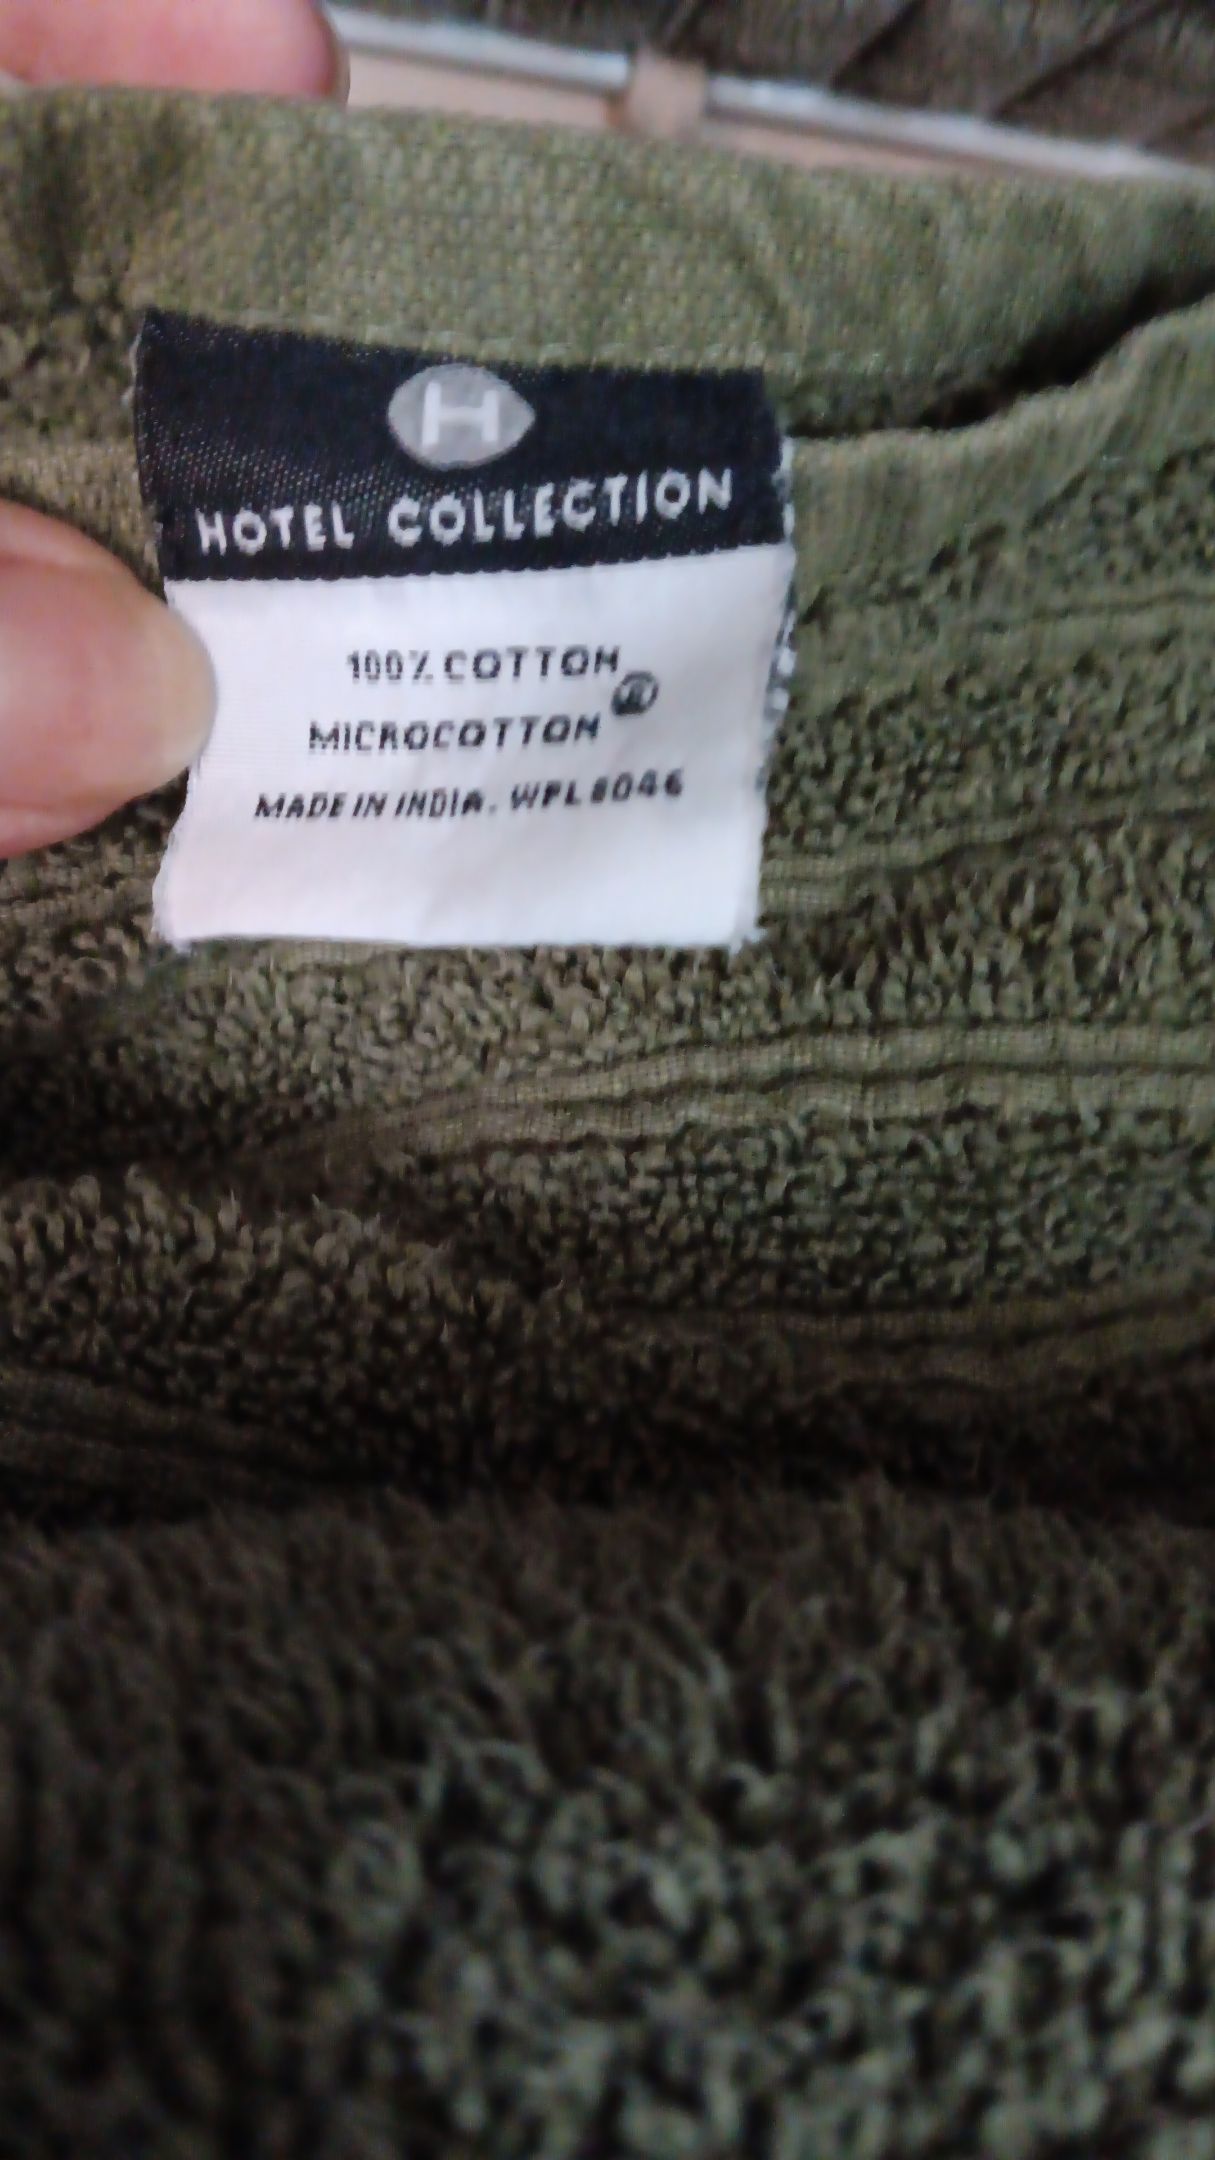 H
HOTEL COLLECTION
100% COTTON
MICROCOTTON®
MADE IN INDIA. WPL8046